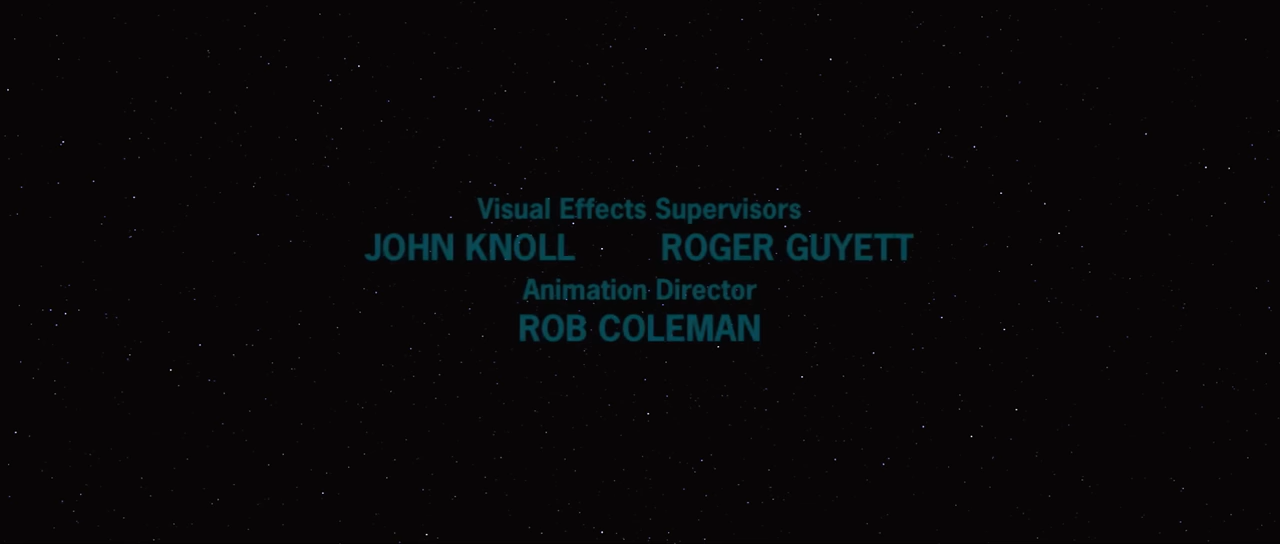 Visual Effects Supervisors
JOHN KNOLL ROGER GUYETT
Animation Director
ROB COLEMAN